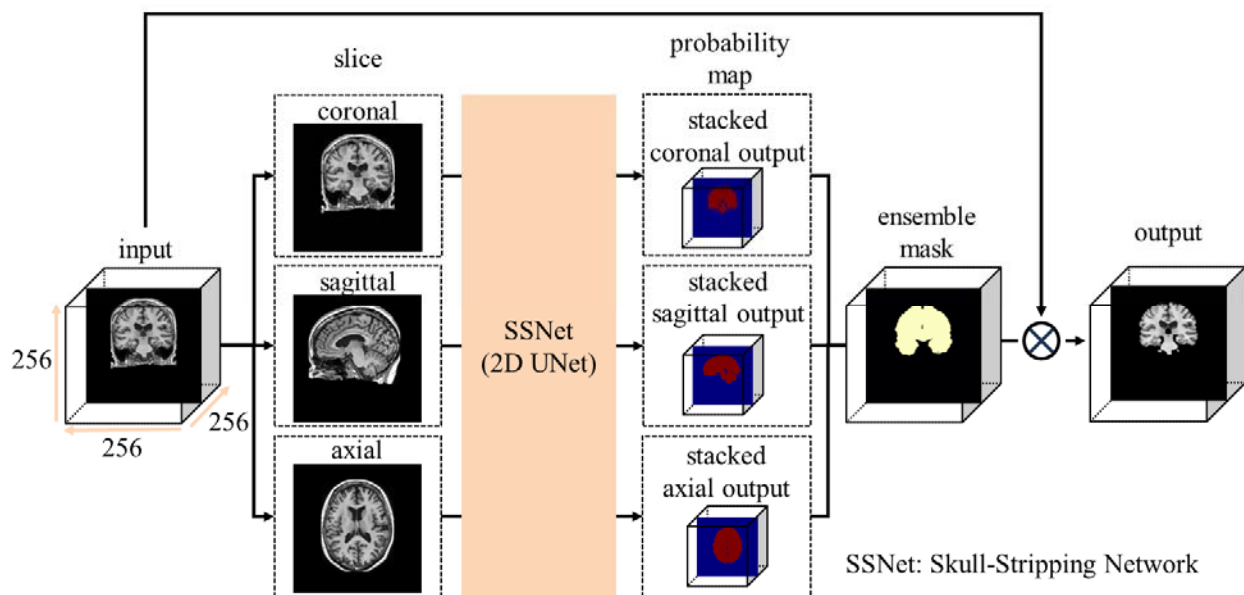 slice
probability
map
coronal
stacked
coronal output
input
sagittal
SSNet
(2D UNet)
stacked
sagittal output
ensemble
mask
output
256
256
256
axial
stacked
axial output
SSNet: Skull-Stripping Network